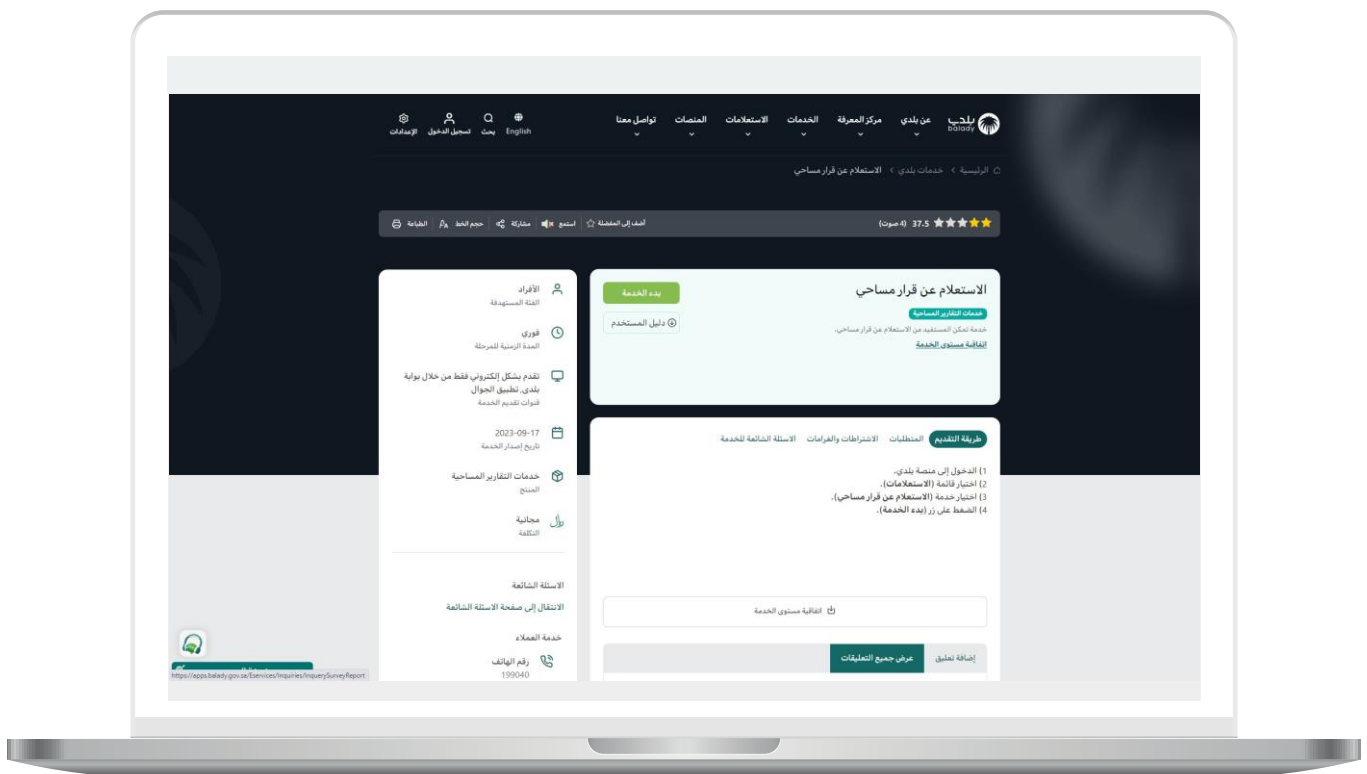 بلدي
balady
عن بلدي
مركز المعرفة
الخدمات
الاستعلامات
المنصات
تواصل معنا
English
بحث
تسجيل الدخول
الإعدادات
الرئيسية > خدمات بلدي > الاستعلام عن قرار مساحي
37.5 (4 صوت)
أضف إلى المفضلة
استمع
مشاركة
حجم الخط
الطباعة
الاستعلام عن قرار مساحي
خدمات التقارير المساحية
خدمة تمكن المستفيد من الاستعلام عن قرار مساحي.
اتفاقية مستوى الخدمة
بدء الخدمة
دليل المستخدم
طريقة التقديم
المتطلبات
الاشتراطات والغرامات
الاسئلة الشائعة للخدمة
1) الدخول إلى منصة بلدي.
2) اختيار قائمة (الاستعلامات).
3) اختيار خدمة (الاستعلام عن قرار مساحي).
4) الضغط على زر (بدء الخدمة).
اتفاقية مستوى الخدمة
إضافة تعليق
عرض جميع التعليقات
الأفراد
الفئة المستهدفة
فوري
المدة الزمنية للمرحلة
تقدم بشكل إلكتروني فقط من خلال بوابة
بلدي, تطبيق الجوال
قنوات تقديم الخدمة
2023-09-17
تاريخ إصدار الخدمة
خدمات التقارير المساحية
المنتج
مجانية
التكلفة
الاسئلة الشائعة
الانتقال إلى صفحة الاسئلة الشائعة
خدمة العملاء
رقم الهاتف
199040
https://apps.balady.gov.sa/Eservices/Inquiries/InquerySurveyReport